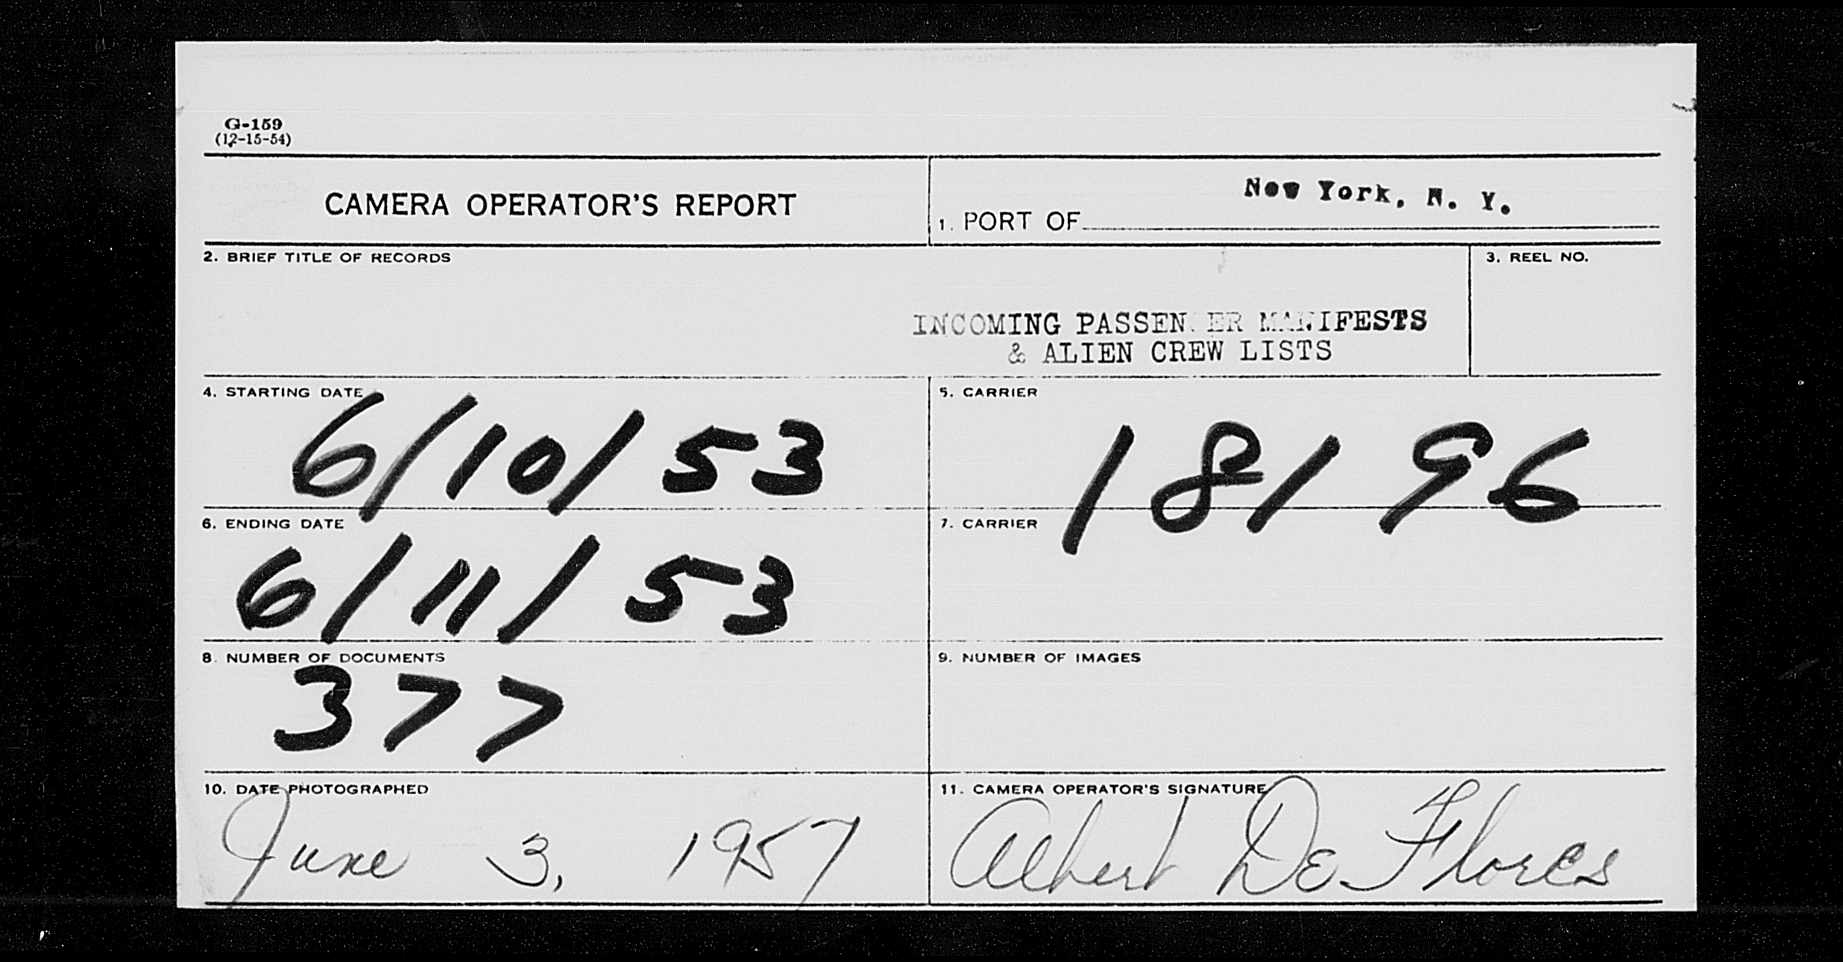 G-159
(12-15-54)
CAMERA OPERATOR'S REPORT
1. PORT OF New York, N. Y.
2. BRIEF TITLE OF RECORDS
3. REEL NO.
INCOMING PASSEN ER MANIFESTS
& ALIEN CREW LISTS
4. STARTING DATE
6/10/53
5. CARRIER
18196
6. ENDING DATE
6/11/53
7. CARRIER
8. NUMBER OF DOCUMENTS
377
9. NUMBER OF IMAGES
10. DATE PHOTOGRAPHED
June 3, 1957
11. CAMERA OPERATOR'S SIGNATURE
Albert De Flores